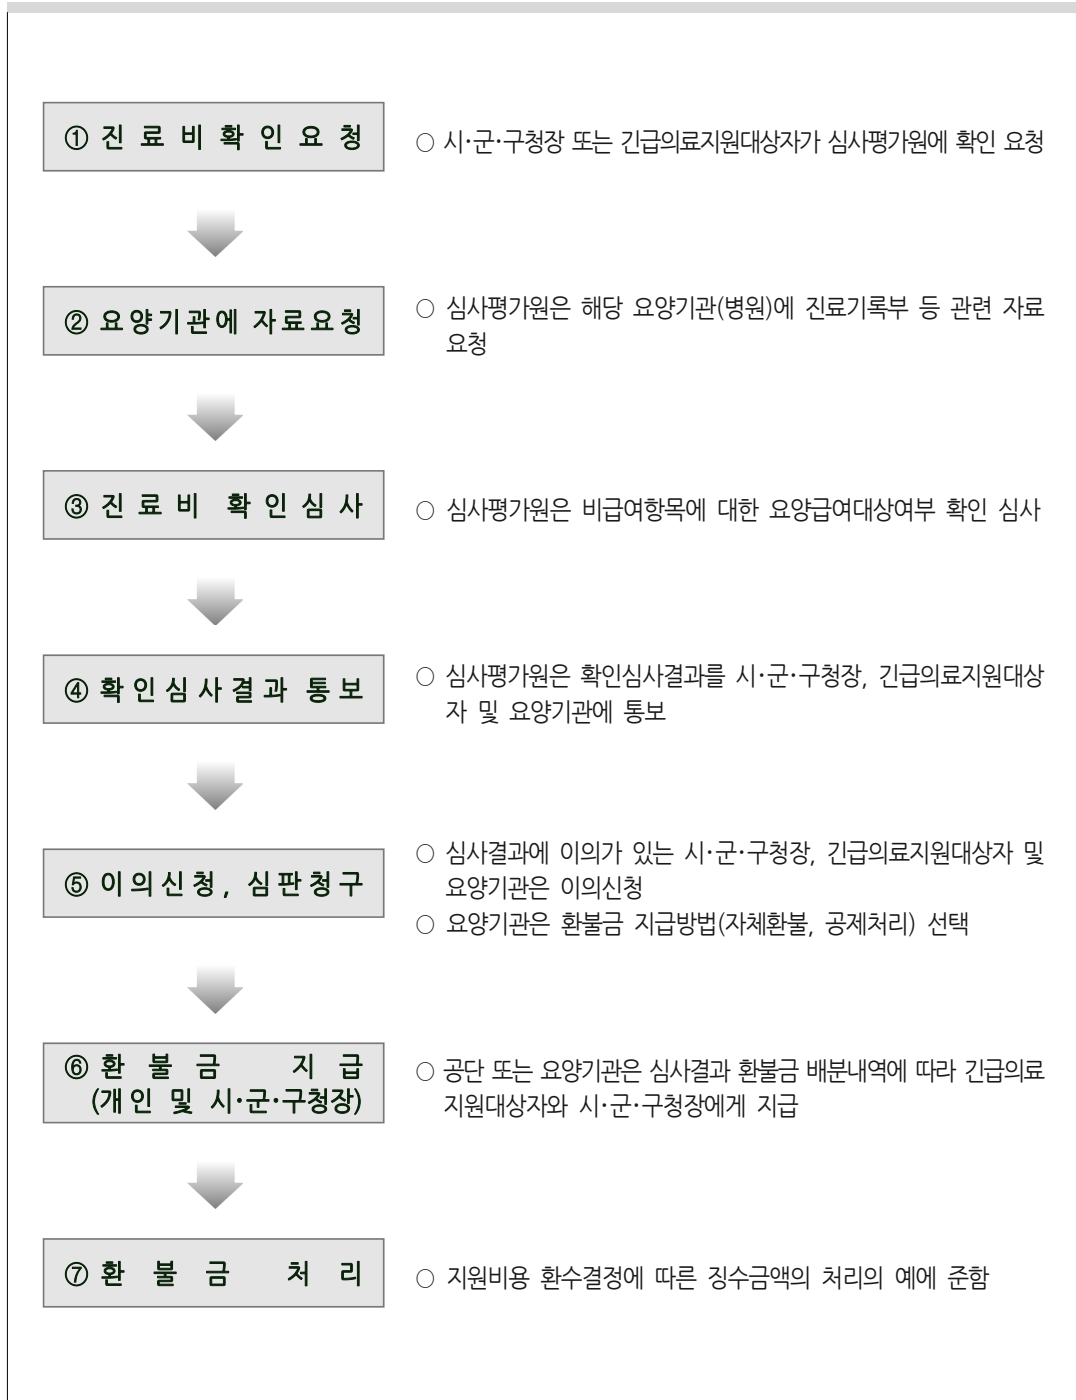 ① 진료비확인요청
○ 시·군·구청장 또는 긴급의료지원대상자가 심사평가원에 확인 요청
② 요양기관에 자료요청
○ 심사평가원은 해당 요양기관(병원)에 진료기록부 등 관련 자료
요청
③ 진료비 확인심사
○ 심사평가원은 비급여항목에 대한 요양급여대상여부 확인 심사
④ 확인심사결과 통보
○ 심사평가원은 확인심사결과를 시·군·구청장, 긴급의료지원대상
자 및 요양기관에 통보
⑤ 이의신청, 심판청구
○ 심사결과에 이의가 있는 시·군·구청장, 긴급의료지원대상자 및
요양기관은 이의신청
○ 요양기관은 환불금 지급방법(자체환불, 공제처리) 선택
⑥ 환불금 지급
(개인 및 시·군·구청장)
○ 공단 또는 요양기관은 심사결과 환불금 배분내역에 따라 긴급의료
지원대상자와 시·군·구청장에게 지급
⑦ 환불금 처리
○ 지원비용 환수결정에 따른 징수금액의 처리의 예에 준함